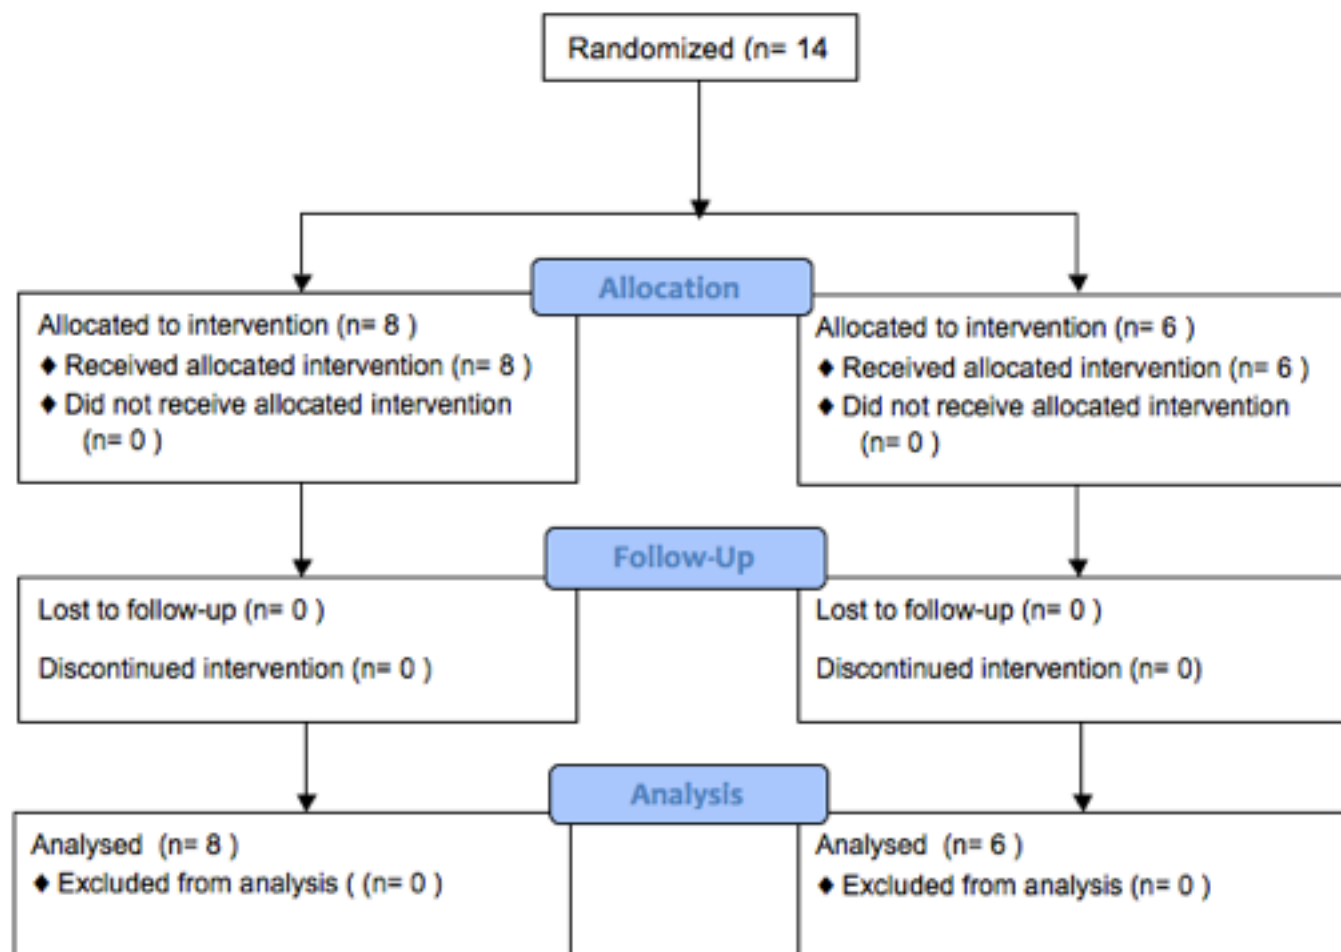 Randomized (n= 14
Allocation
Allocated to intervention (n= 8 )
♦ Received allocated intervention (n= 8 )
♦ Did not receive allocated intervention
(n= 0 )
Allocated to intervention (n= 6 )
♦ Received allocated intervention (n= 6 )
♦ Did not receive allocated intervention
(n= 0 )
Follow-Up
Lost to follow-up (n= 0 )
Discontinued intervention (n= 0 )
Lost to follow-up (n= 0 )
Discontinued intervention (n= 0)
Analysis
Analysed (n= 8 )
♦ Excluded from analysis ( (n= 0 )
Analysed (n= 6 )
♦ Excluded from analysis (n= 0 )